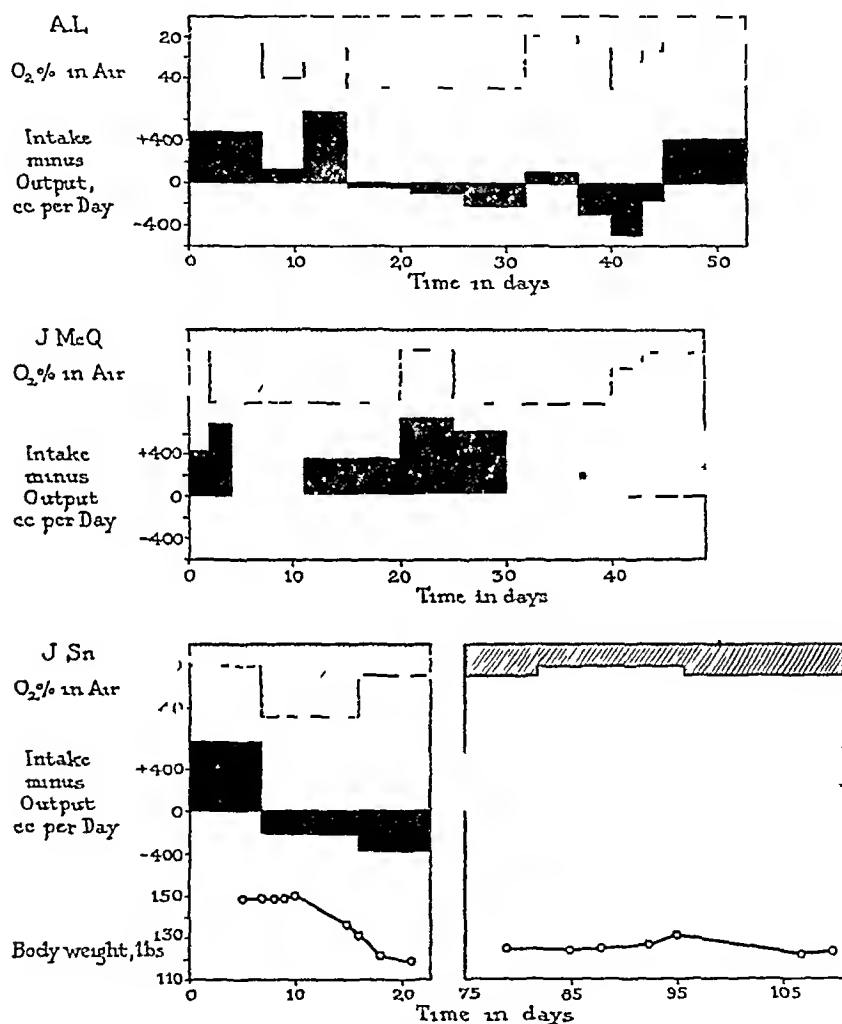 A.L
20
O₂% in Air
40
Intake
minus
Output,
cc per Day
+400
0
-400
0 10 20 30 40 50
Time in days
J McQ
O₂% in Air
Intake
minus
Output
cc per Day
+400
0
-400
0 10 20 30 40
Time in days
J Sn
O₂% in Air
Intake
minus
Output
cc per Day
+400
0
-400
150
130
Body weight, lbs
110
0 10 20 75 85 95 105
Time in days